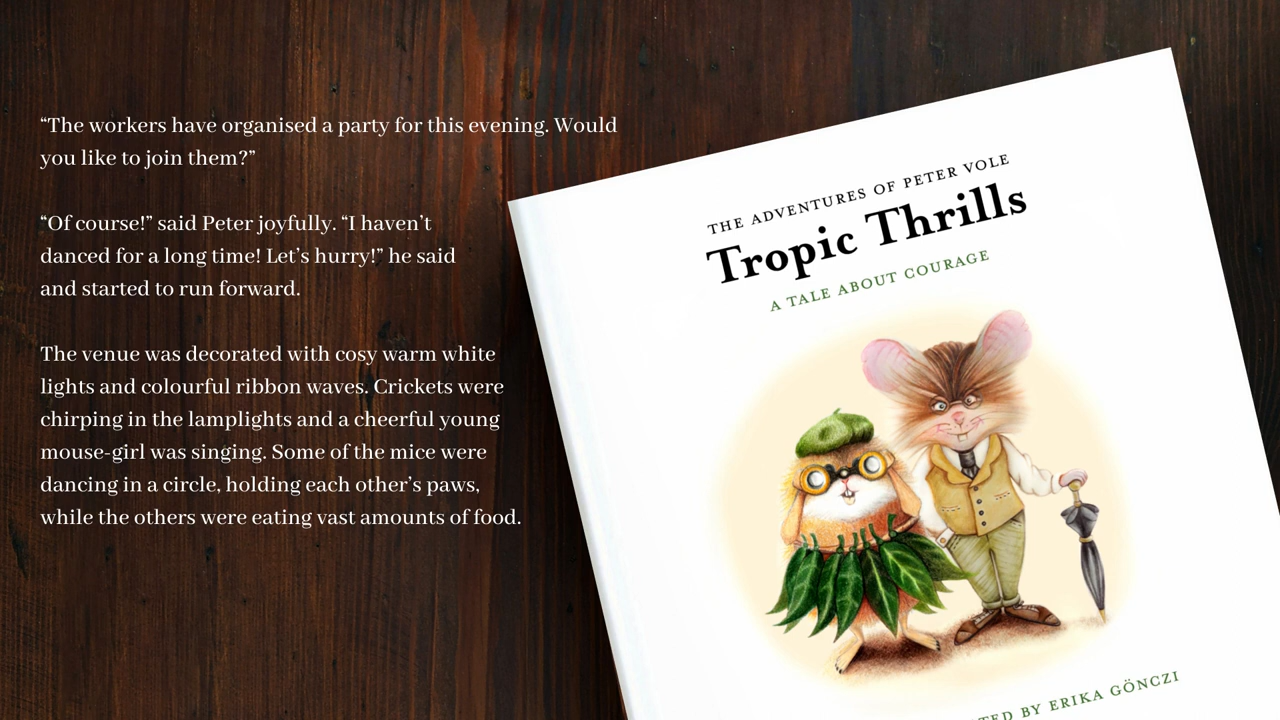 “The workers have organised a party for this evening. Would
you like to join them?”
“Of course!” said Peter joyfully. “I haven’t
danced for a long time! Let’s hurry!” he said
and started to run forward.
The venue was decorated with cosy warm white
lights and colourful ribbon waves. Crickets were
chirping in the lamplights and a cheerful young
mouse-girl was singing. Some of the mice were
dancing in a circle, holding each other’s paws,
while the others were eating vast amounts of food.
THE ADVENTURES OF PETER VOLE
Tropic Thrills
A TALE ABOUT COURAGE
BY ERIKA GÖNCZI